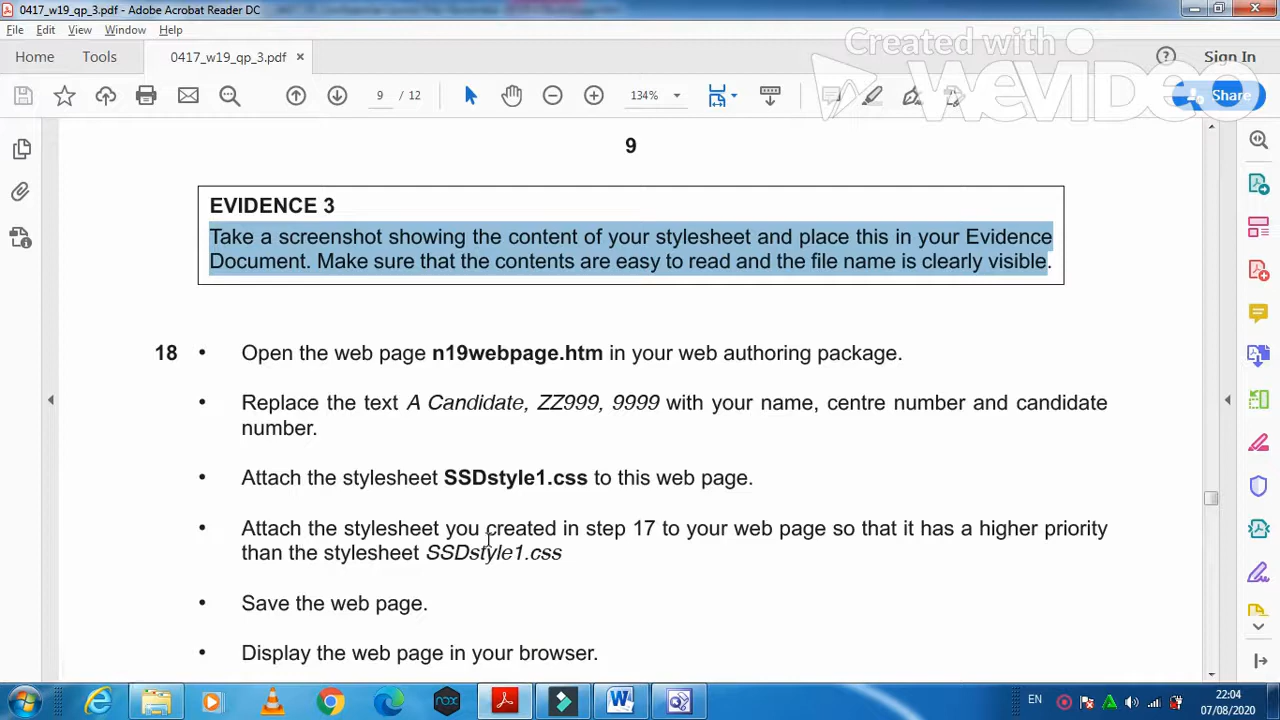 0417_w19_qp_3.pdf - Adobe Acrobat Reader DC
File Edit View Window Help
Created with
WEVIDEO
Home Tools 0417_w19_qp_3.pdf × ? Sign In
9 / 12 134% Share
9
EVIDENCE 3
Take a screenshot showing the content of your stylesheet and place this in your Evidence
Document. Make sure that the contents are easy to read and the file name is clearly visible.
18 • Open the web page n19webpage.htm in your web authoring package.
• Replace the text A Candidate, ZZ999, 9999 with your name, centre number and candidate
number.
• Attach the stylesheet SSDstyle1.css to this web page.
• Attach the stylesheet you created in step 17 to your web page so that it has a higher priority
than the stylesheet SSDstyle1.css
• Save the web page.
• Display the web page in your browser.
nox
EN
22:04
07/08/2020